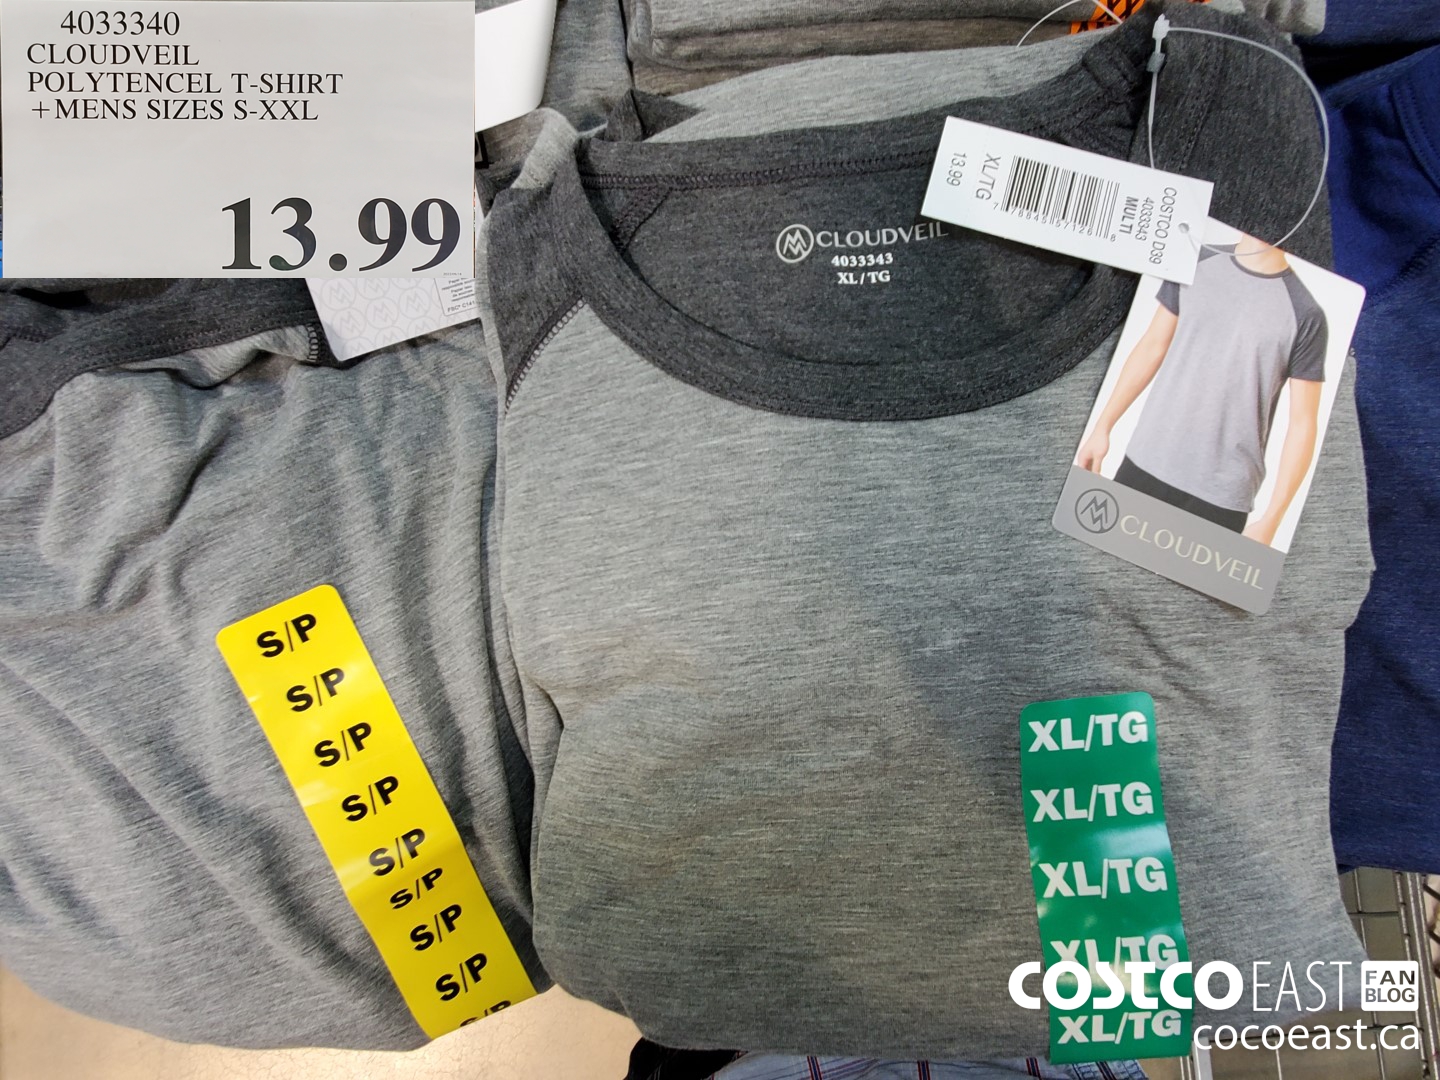 4033340
CLOUDVEIL
POLYTENCEL T-SHIRT
+MENS SIZES S-XXL
13.99
FSC® C141
COSTCO D39
4033343
MULTI
XL/TG
13.99
CLOUDVEIL
4033343
XL / TG
CLOUDVEIL
S/P
S/P
S/P
S/P
S/P
S/P
S/P
S/P
S/P
XL/TG
XL/TG
XL/TG
XL/TG
XL/TG
COSTCO EAST FAN BLOG
cocoeast.ca